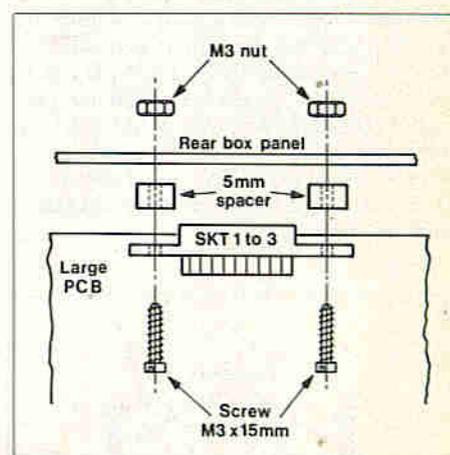 M3 nut
Rear box panel
5mm
spacer
SKT 1 to 3
Large
PCB
Screw
M3 x 15mm